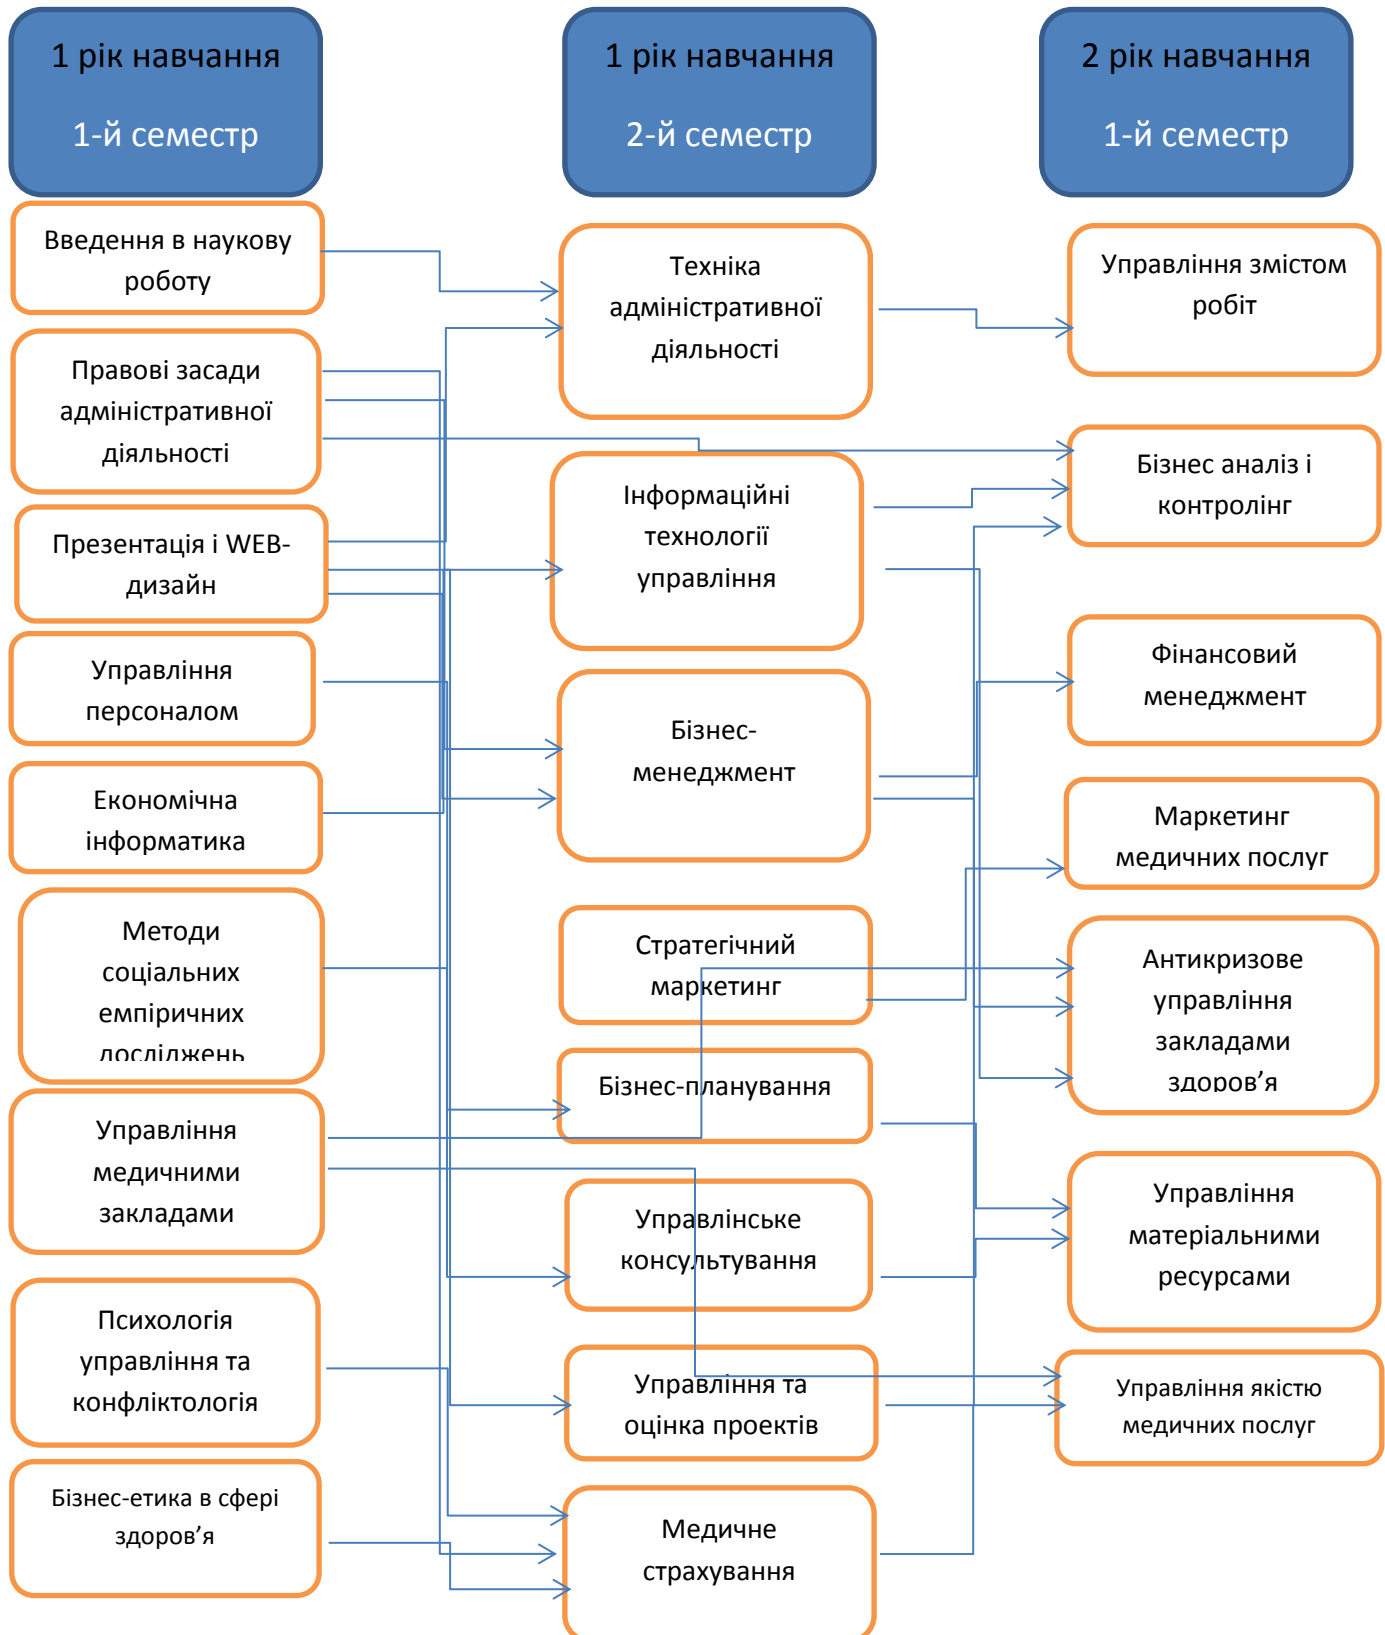 1 рік навчання
1-й семестр
1 рік навчання
2-й семестр
2 рік навчання
1-й семестр
Введення в наукову
роботу
Правові засади
адміністративної
діяльності
Презентація і WEB-
дизайн
Управління
персоналом
Економічна
інформатика
Методи
соціальних
емпіричних
досліджень
Управління
медичними
закладами
Психологія
управління та
конфліктологія
Бізнес-етика в сфері
здоров’я
Техніка
адміністративної
діяльності
Інформаційні
технології
управління
Бізнес-
менеджмент
Стратегічний
маркетинг
Бізнес-планування
Управлінське
консультування
Управління та
оцінка проектів
Медичне
страхування
Управління змістом
робіт
Бізнес аналіз і
контролінг
Фінансовий
менеджмент
Маркетинг
медичних послуг
Антикризове
управління
закладами
здоров’я
Управління
матеріальними
ресурсами
Управління якістю
медичних послуг